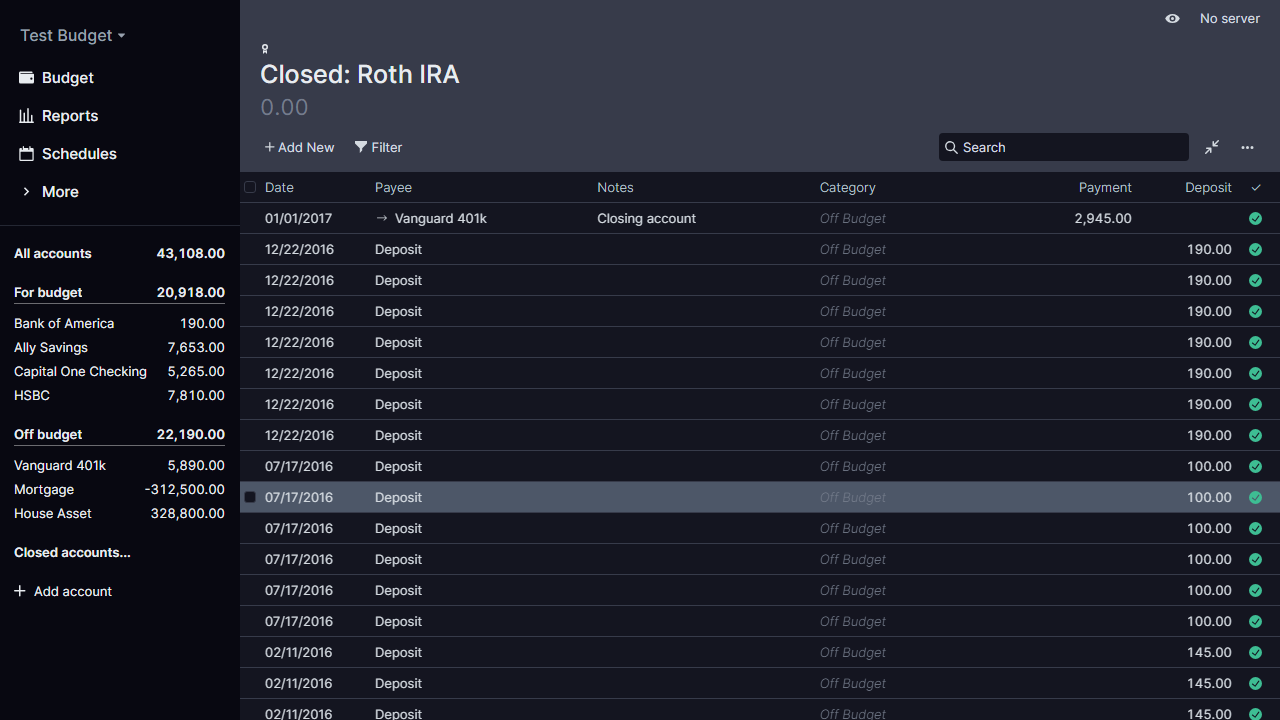 Test Budget
Budget
Reports
Schedules
More
All accounts 43,108.00
For budget 20,918.00
Bank of America 190.00
Ally Savings 7,653.00
Capital One Checking 5,265.00
HSBC 7,810.00
Off budget 22,190.00
Vanguard 401k 5,890.00
Mortgage -312,500.00
House Asset 328,800.00
Closed accounts...
Add account
No server
Closed: Roth IRA
0.00
Add New Filter Search
Date Payee Notes Category Payment Deposit
01/01/2017 → Vanguard 401k Closing account Off Budget 2,945.00
12/22/2016 Deposit Off Budget 190.00
12/22/2016 Deposit Off Budget 190.00
12/22/2016 Deposit Off Budget 190.00
12/22/2016 Deposit Off Budget 190.00
12/22/2016 Deposit Off Budget 190.00
12/22/2016 Deposit Off Budget 190.00
12/22/2016 Deposit Off Budget 190.00
07/17/2016 Deposit Off Budget 100.00
07/17/2016 Deposit Off Budget 100.00
07/17/2016 Deposit Off Budget 100.00
07/17/2016 Deposit Off Budget 100.00
07/17/2016 Deposit Off Budget 100.00
07/17/2016 Deposit Off Budget 100.00
02/11/2016 Deposit Off Budget 145.00
02/11/2016 Deposit Off Budget 145.00
02/11/2016 Deposit Off Budget 145.00